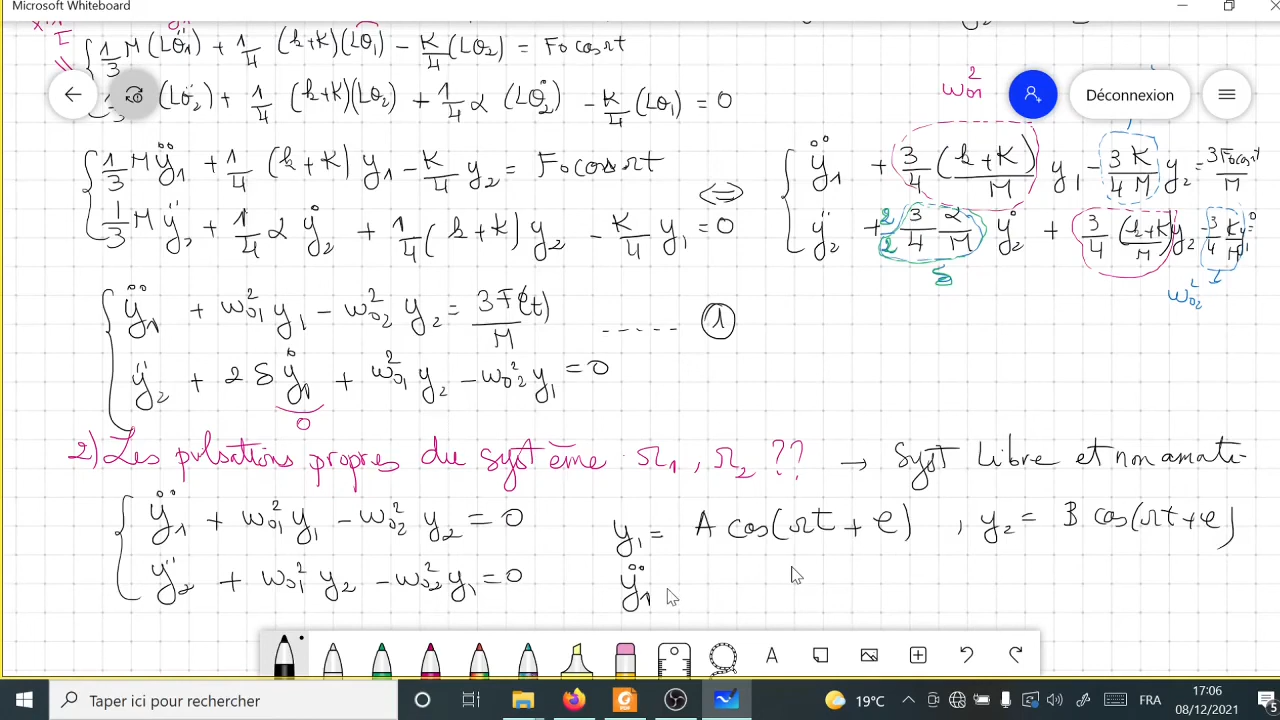 Microsoft Whiteboard
1/3 M (Lθ̈1) + 1/4 (k+K)(Lθ1) - K/4 (Lθ2) = F0 cos Ωt
(Lθ̈2) + 1/4 (k+K)(Lθ2) + 1/4 α (Lθ̇2) - K/4 (Lθ1) = 0
Déconnexion
ω01²
1/3 M ÿ1 + 1/4 (k+K) y1 - K/4 y2 = F0 cos Ωt
1/3 M ÿ2 + 1/4 α ẏ2 + 1/4 (k+K) y2 - K/4 y1 = 0
<=>
ÿ1 + 3/4 (k+K)/M y1 - 3K/4M y2 = 3F0 cos Ωt/M
ÿ2 + 2/2 3/4 α/M ẏ2 + 3/4 (k+K)/M y2 - 3/4 K/M y1 = 0
δ
ω02²
ÿ1 + ω01² y1 - ω02² y2 = 3F(t)/M ...... ①
ÿ2 + 2δ ẏ1 + ω01² y2 - ω02² y1 = 0
0
2) Les pulsations propres du système Ω1, Ω2 ?? → Syst Libre et non amorti
ÿ1 + ω01² y1 - ω02² y2 = 0
ÿ2 + ω01² y2 - ω02² y1 = 0
y1 = A cos(Ωt + φ) , y2 = B cos(Ωt + φ)
ÿ1
A
Taper ici pour rechercher
19°C
FRA
17:06
08/12/2021
5